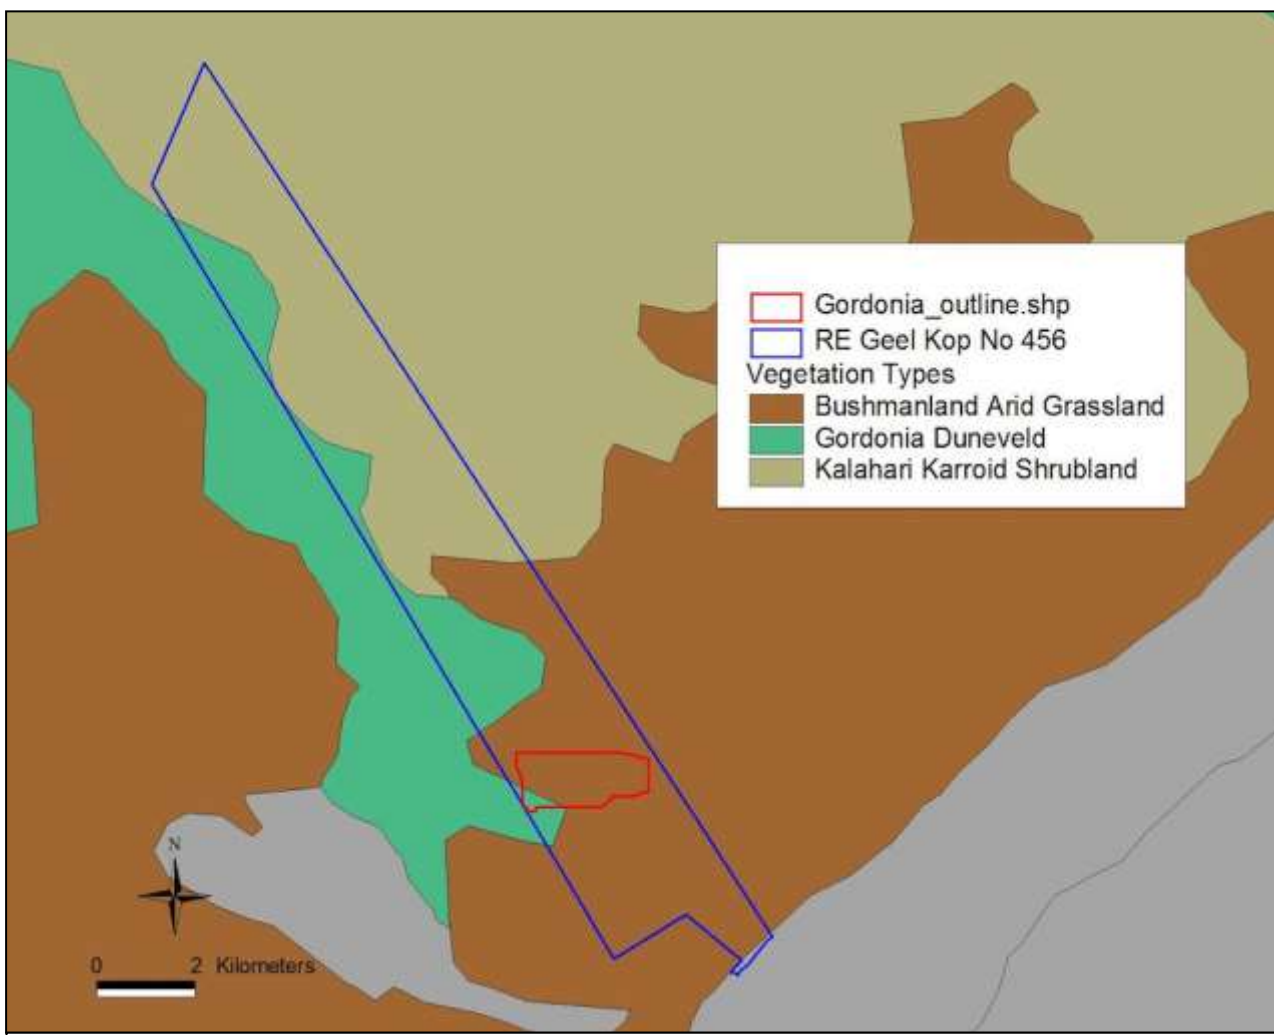 Gordonia_outline.shp
RE Geel Kop No 456
Vegetation Types
Bushmanland Arid Grassland
Gordonia Duneveld
Kalahari Karroid Shrubland
N
0 2 Kilometers